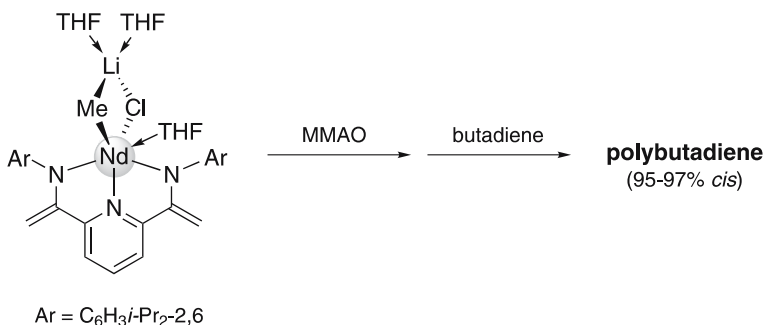 THF THF
Li
Me Cl
THF
Ar Nd Ar
N N
N
MMAO
butadiene
polybutadiene
(95-97% cis)
Ar = C6H3i-Pr2-2,6